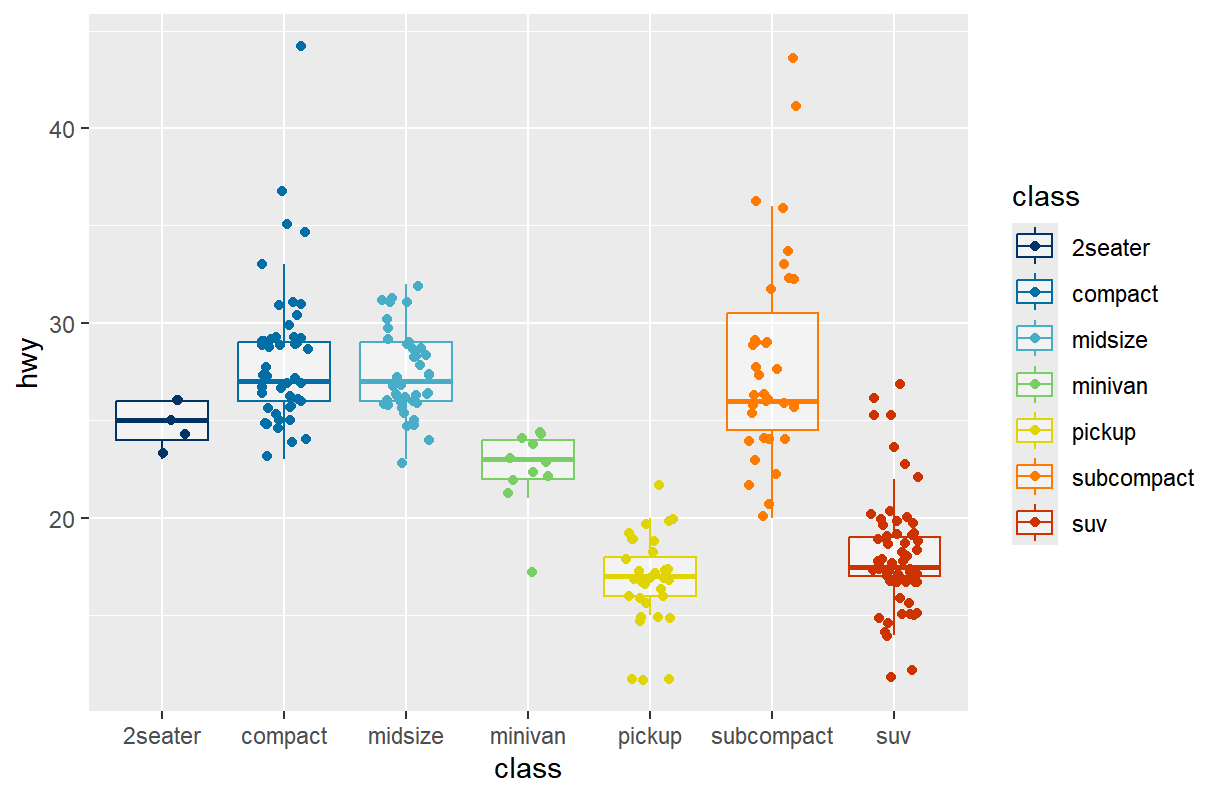 hwy
40
30
20
2seater
compact
midsize
minivan
pickup
subcompact
suv
class
class
2seater
compact
midsize
minivan
pickup
subcompact
suv